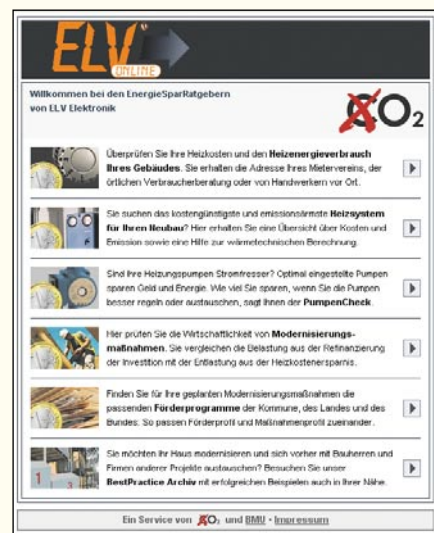 ELV
ONLINE
Willkommen bei den EnergieSparRatgebern
von ELV Elektronik
CO2
Überprüfen Sie Ihre Heizkosten und den Heizenergieverbrauch
Ihres Gebäudes. Sie erhalten die Adresse Ihres Mietervereins, der
örtlichen Verbraucherberatung oder von Handwerkern vor Ort.
Sie suchen das kostengünstigste und emissionsärmste Heizsystem
für Ihren Neubau? Hier erhalten Sie eine Übersicht über Kosten und
Emission sowie eine Hilfe zur wärmetechnischen Berechnung.
Sind Ihre Heizungspumpen Stromfresser? Optimal eingestellte Pumpen
sparen Geld und Energie. Wie viel Sie sparen, wenn Sie die Pumpen
besser regeln oder austauschen, sagt Ihnen der PumpenCheck.
Hier prüfen Sie die Wirtschaftlichkeit von Modernisierungs-
maßnahmen. Sie vergleichen die Belastung aus der Refinanzierung
der Investition mit der Entlastung aus der Heizkostenersparnis.
Finden Sie für Ihre geplanten Modernisierungsmaßnahmen die
passenden Förderprogramme der Kommune, des Landes und des
Bundes. So passen Förderprofil und Maßnahmenprofil zueinander.
Sie möchten Ihr Haus modernisieren und sich vorher mit Bauherren und
Firmen anderer Projekte austauschen? Besuchen Sie unser
BestPractice Archiv mit erfolgreichen Beispielen auch in Ihrer Nähe.
1 3
Ein Service von CO2 und BMU • Impressum